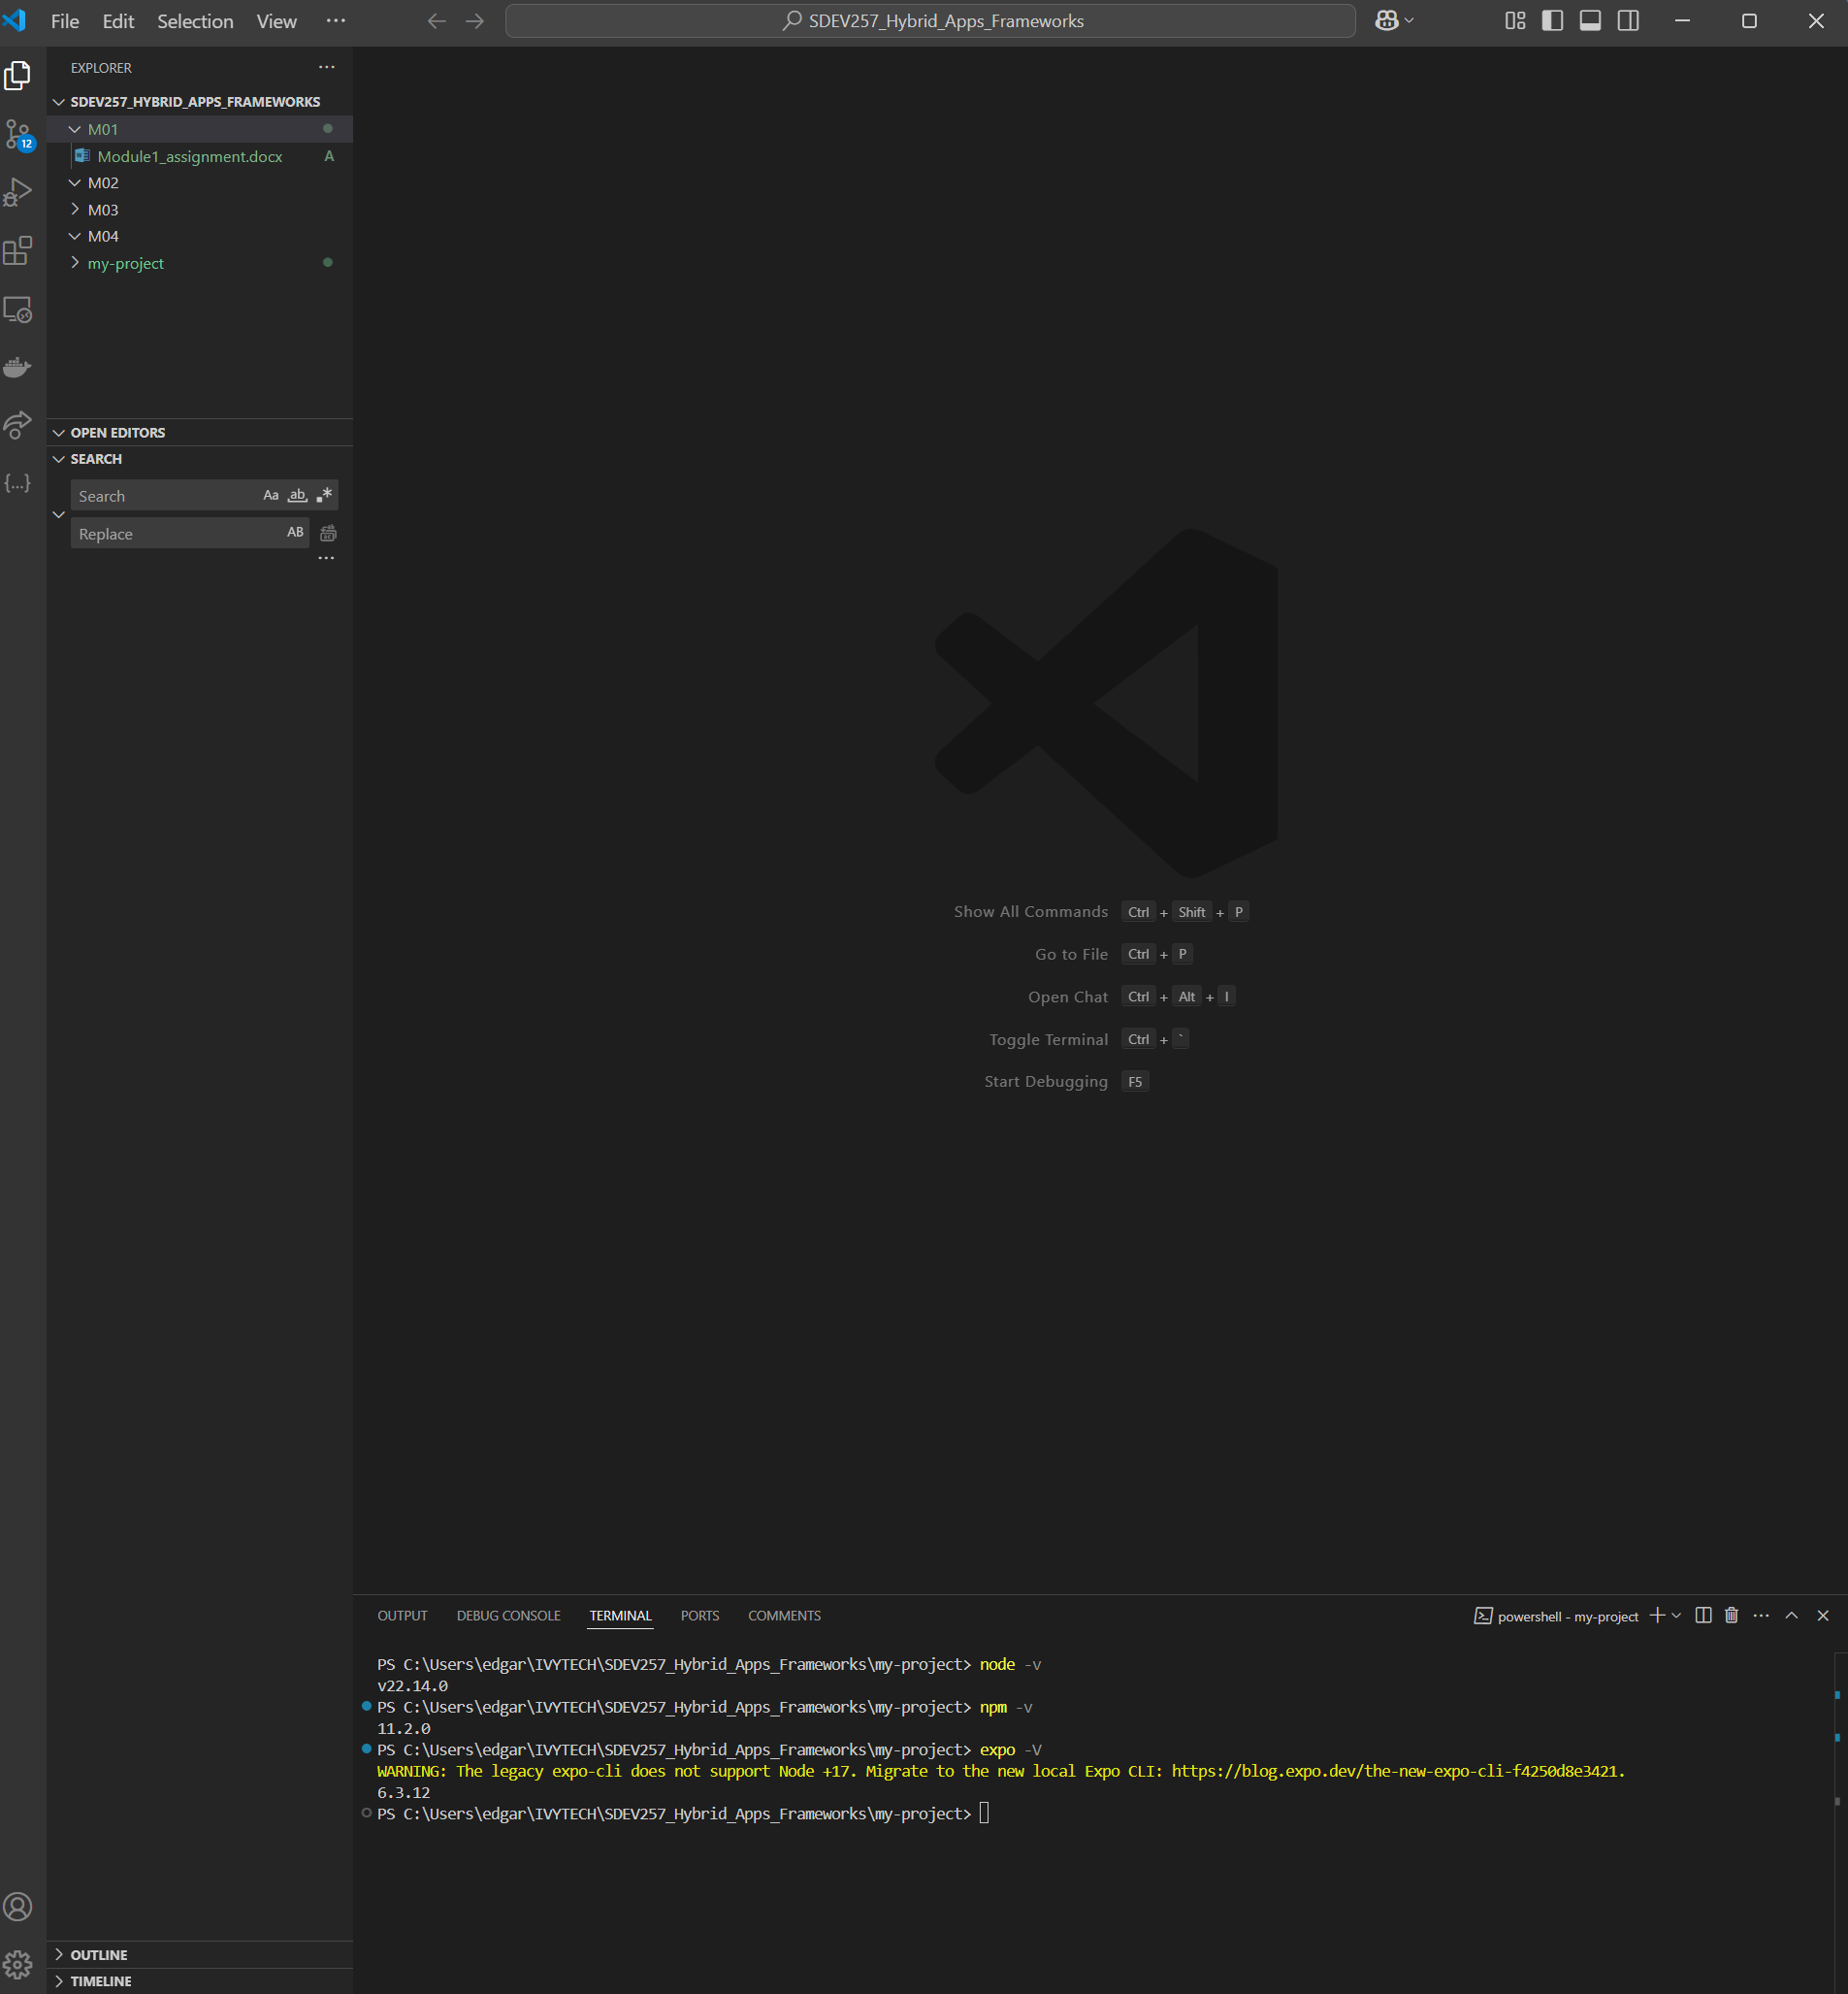 File Edit Selection View ···
SDEV257_Hybrid_Apps_Frameworks
EXPLORER ···
SDEV257_HYBRID_APPS_FRAMEWORKS
M01
Module1_assignment.docx A
M02
M03
M04
my-project
12
OPEN EDITORS
SEARCH
Search Aa ab
Replace AB
···
Show All Commands Ctrl + Shift + P
Go to File Ctrl + P
Open Chat Ctrl + Alt + I
Toggle Terminal Ctrl + `
Start Debugging F5
OUTPUT DEBUG CONSOLE TERMINAL PORTS COMMENTS powershell - my-project
PS C:\Users\edgar\IVYTECH\SDEV257_Hybrid_Apps_Frameworks\my-project> node -v
v22.14.0
PS C:\Users\edgar\IVYTECH\SDEV257_Hybrid_Apps_Frameworks\my-project> npm -v
11.2.0
PS C:\Users\edgar\IVYTECH\SDEV257_Hybrid_Apps_Frameworks\my-project> expo -V
WARNING: The legacy expo-cli does not support Node +17. Migrate to the new local Expo CLI: https://blog.expo.dev/the-new-expo-cli-f4250d8e3421.
6.3.12
PS C:\Users\edgar\IVYTECH\SDEV257_Hybrid_Apps_Frameworks\my-project>
OUTLINE
TIMELINE